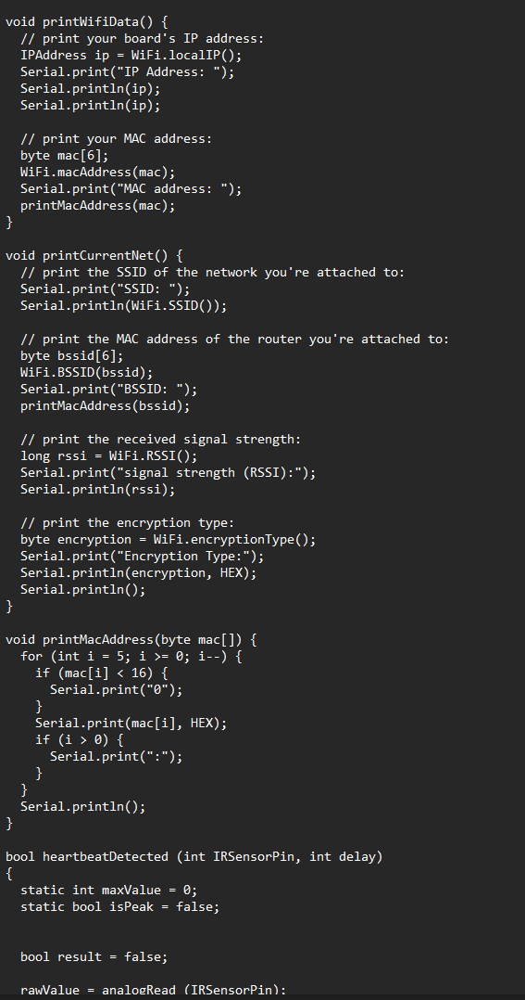 void printWifiData() {
  // print your board's IP address:
  IPAddress ip = WiFi.localIP();
  Serial.print("IP Address: ");
  Serial.println(ip);
  Serial.println(ip);

  // print your MAC address:
  byte mac[6];
  WiFi.macAddress(mac);
  Serial.print("MAC address: ");
  printMacAddress(mac);
}

void printCurrentNet() {
  // print the SSID of the network you're attached to:
  Serial.print("SSID: ");
  Serial.println(WiFi.SSID());

  // print the MAC address of the router you're attached to:
  byte bssid[6];
  WiFi.BSSID(bssid);
  Serial.print("BSSID: ");
  printMacAddress(bssid);

  // print the received signal strength:
  long rssi = WiFi.RSSI();
  Serial.print("signal strength (RSSI):");
  Serial.println(rssi);

  // print the encryption type:
  byte encryption = WiFi.encryptionType();
  Serial.print("Encryption Type:");
  Serial.println(encryption, HEX);
  Serial.println();
}

void printMacAddress(byte mac[]) {
  for (int i = 5; i >= 0; i--) {
    if (mac[i] < 16) {
      Serial.print("0");
    }
    Serial.print(mac[i], HEX);
    if (i > 0) {
      Serial.print(":");
    }
  }
  Serial.println();
}

bool heartbeatDetected (int IRSensorPin, int delay)
{
  static int maxValue = 0;
  static bool isPeak = false;


  bool result = false;

  rawValue = analogRead (IRSensorPin);